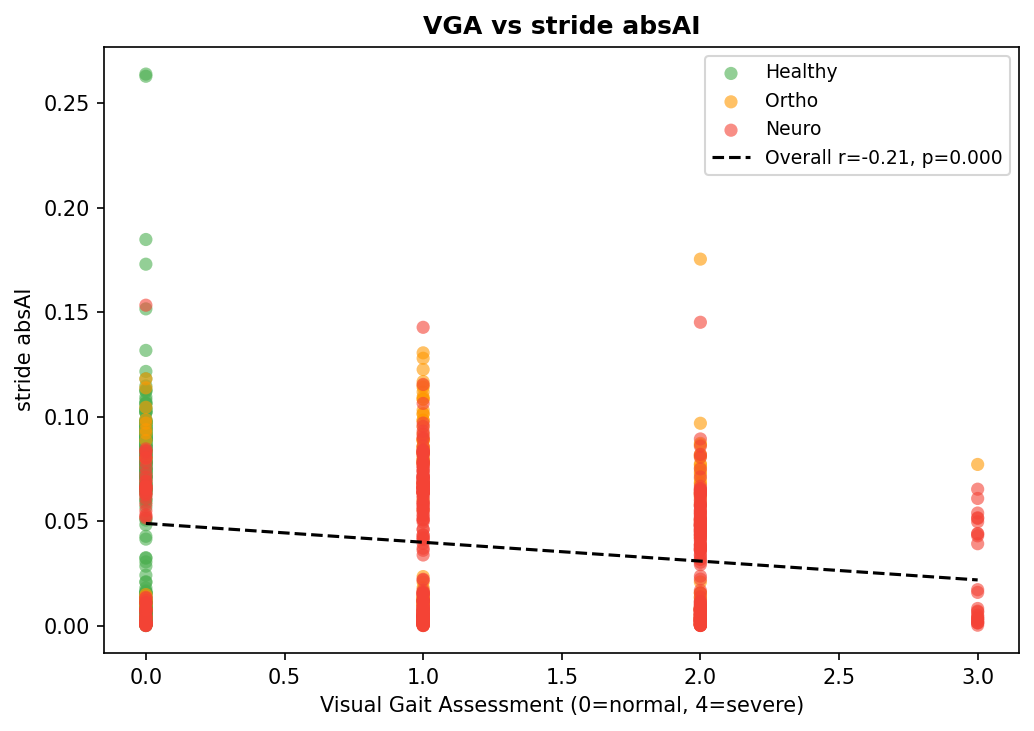 VGA vs stride absAI
Healthy
Ortho
Neuro
Overall r=-0.21, p=0.000
stride absAI
0.25
0.20
0.15
0.10
0.05
0.00
0.0 0.5 1.0 1.5 2.0 2.5 3.0
Visual Gait Assessment (0=normal, 4=severe)